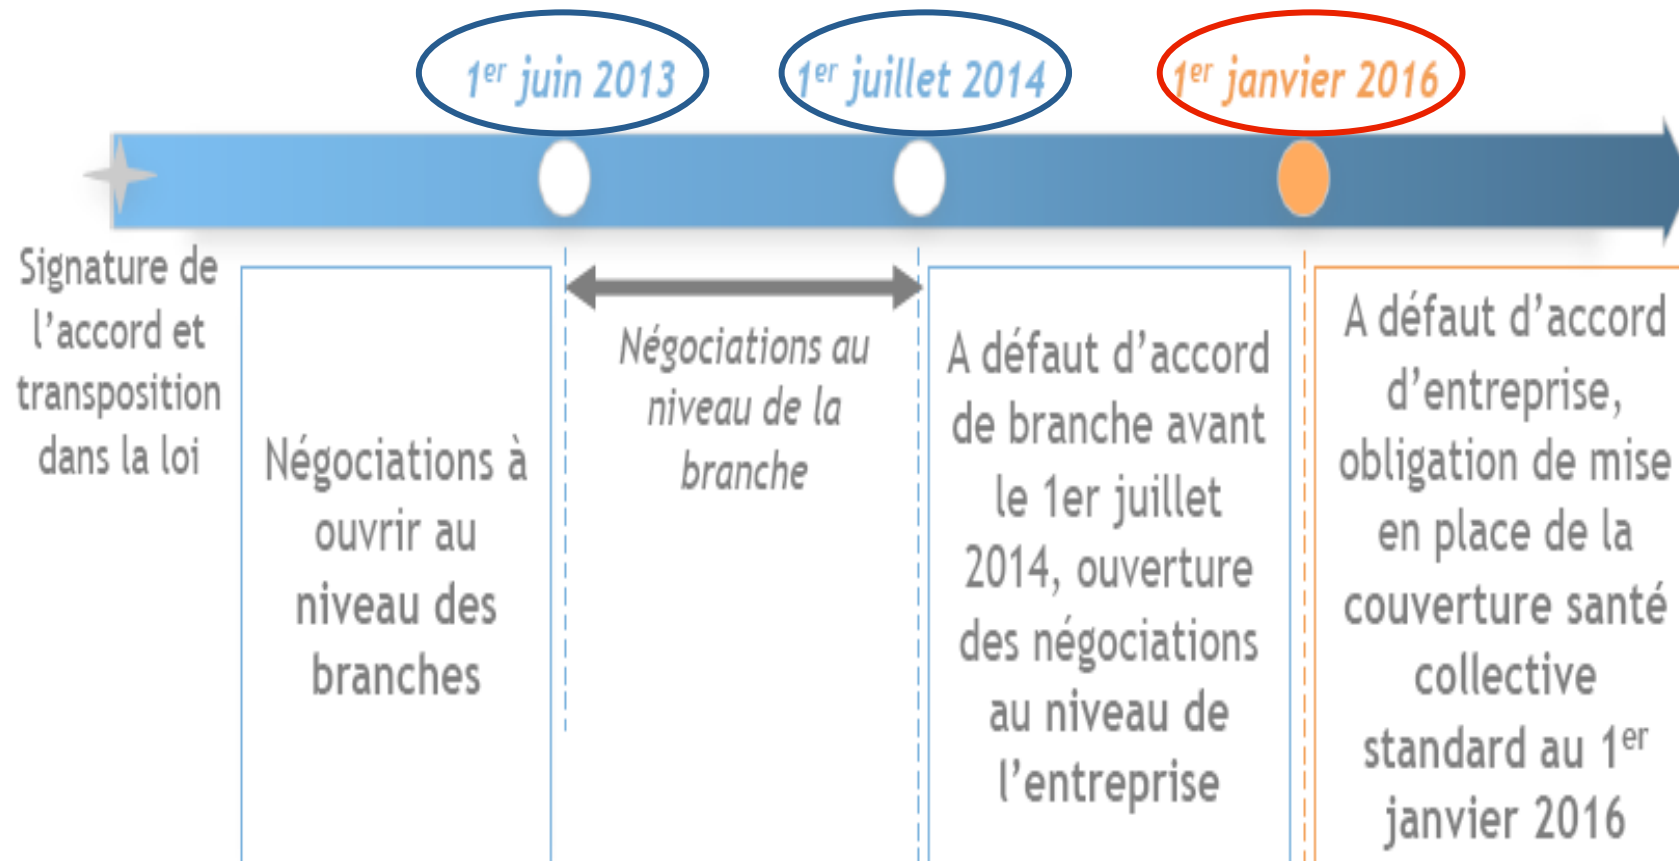 1er juin 2013
1er juillet 2014
1er janvier 2016
Signature de
l’accord et
transposition
dans la loi
Négociations à
ouvrir au
niveau des
branches
Négociations au
niveau de la
branche
A défaut d’accord
de branche avant
le 1er juillet
2014, ouverture
des négociations
au niveau de
l’entreprise
A défaut d’accord
d’entreprise,
obligation de mise
en place de la
couverture santé
collective
standard au 1er
janvier 2016